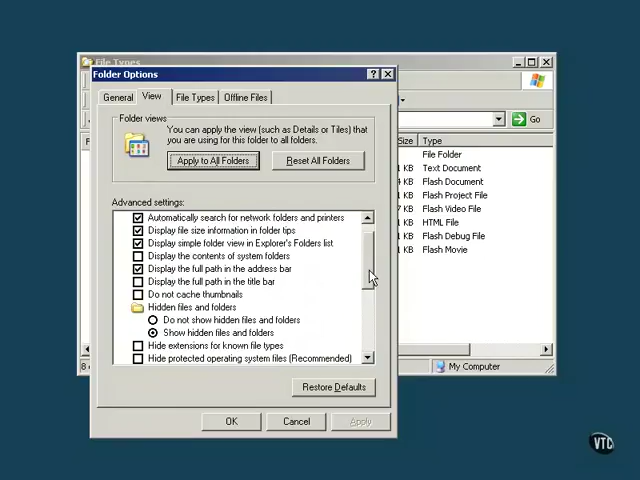 File Types
Folder Options
General
View
File Types
Offline Files
Folder views
You can apply the view (such as Details or Tiles) that
you are using for this folder to all folders.
Apply to All Folders
Reset All Folders
Advanced settings:
Automatically search for network folders and printers
Display file size information in folder tips
Display simple folder view in Explorer's Folders list
Display the contents of system folders
Display the full path in the address bar
Display the full path in the title bar
Do not cache thumbnails
Hidden files and folders
Do not show hidden files and folders
Show hidden files and folders
Hide extensions for known file types
Hide protected operating system files (Recommended)
Restore Defaults
OK
Cancel
Apply
Go
Size
Type
File Folder
KB Text Document
KB Flash Document
KB Flash Project File
KB Flash Video File
KB HTML File
KB Flash Debug File
KB Flash Movie
My Computer
VTC